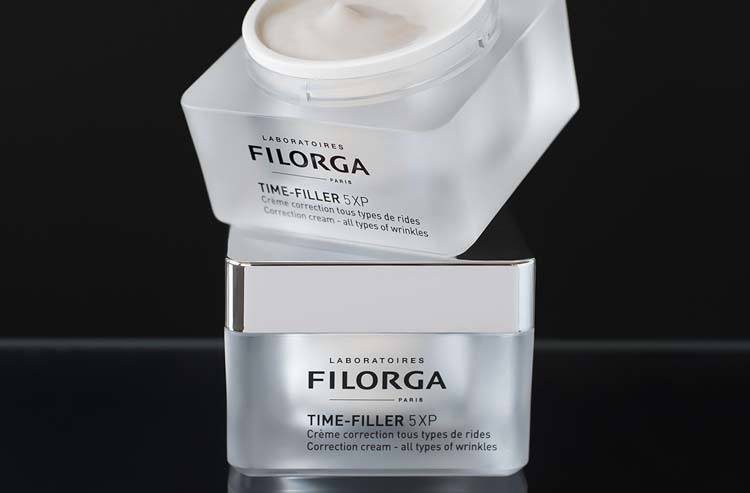 LABORATOIRES
FILORGA
PARIS
TIME-FILLER 5XP
Crème correction tous types de rides
Correction cream - all types of wrinkles
LABORATOIRES
FILORGA
PARIS
TIME-FILLER 5XP
Crème correction tous types de rides
Correction cream - all types of wrinkles